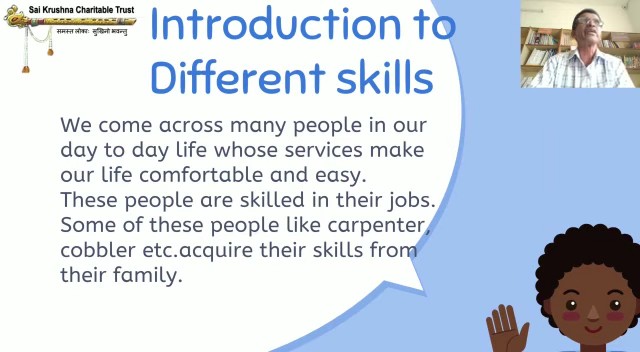 Sai Krushna Charitable Trust
समस्त लोकाः सुखिनो भवन्तु
Introduction to
Different skills
We come across many people in our
day to day life whose services make
our life comfortable and easy.
These people are skilled in their jobs.
Some of these people like carpenter,
cobbler etc.acquire their skills from
their family.